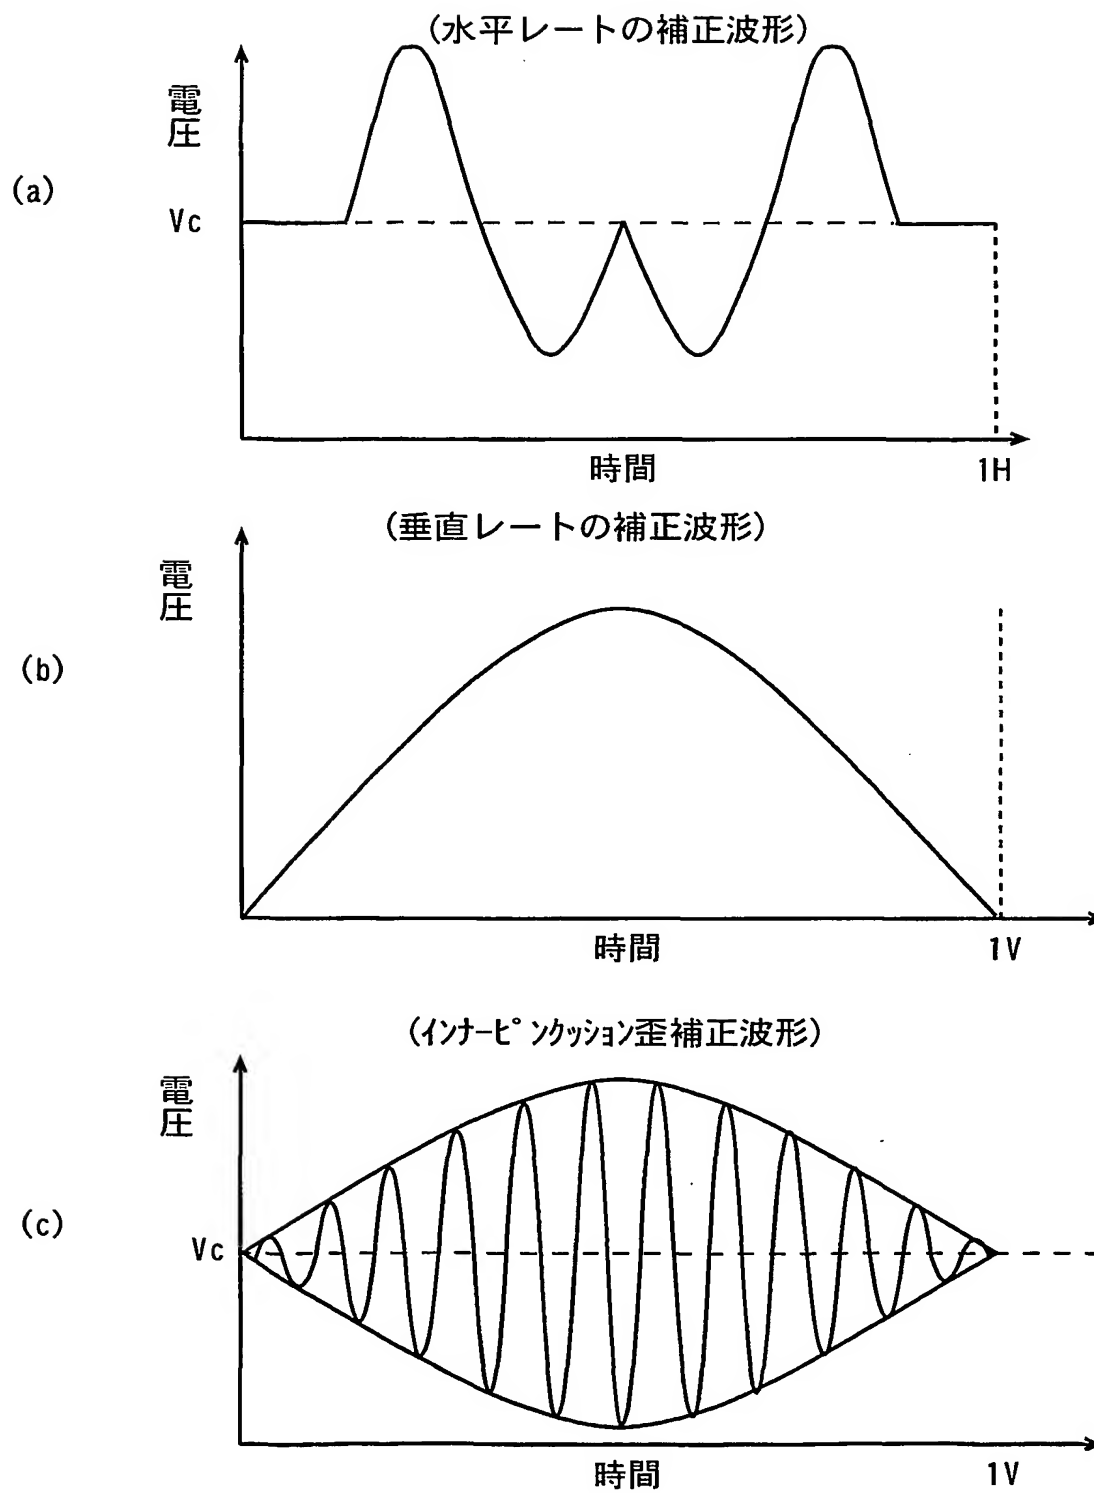 (水平レートの補正波形)
電圧
(a)
Vc
時間
1H
(垂直レートの補正波形)
電圧
(b)
時間
1V
(インナーピンクッション歪補正波形)
電圧
(c)
Vc
時間
1V